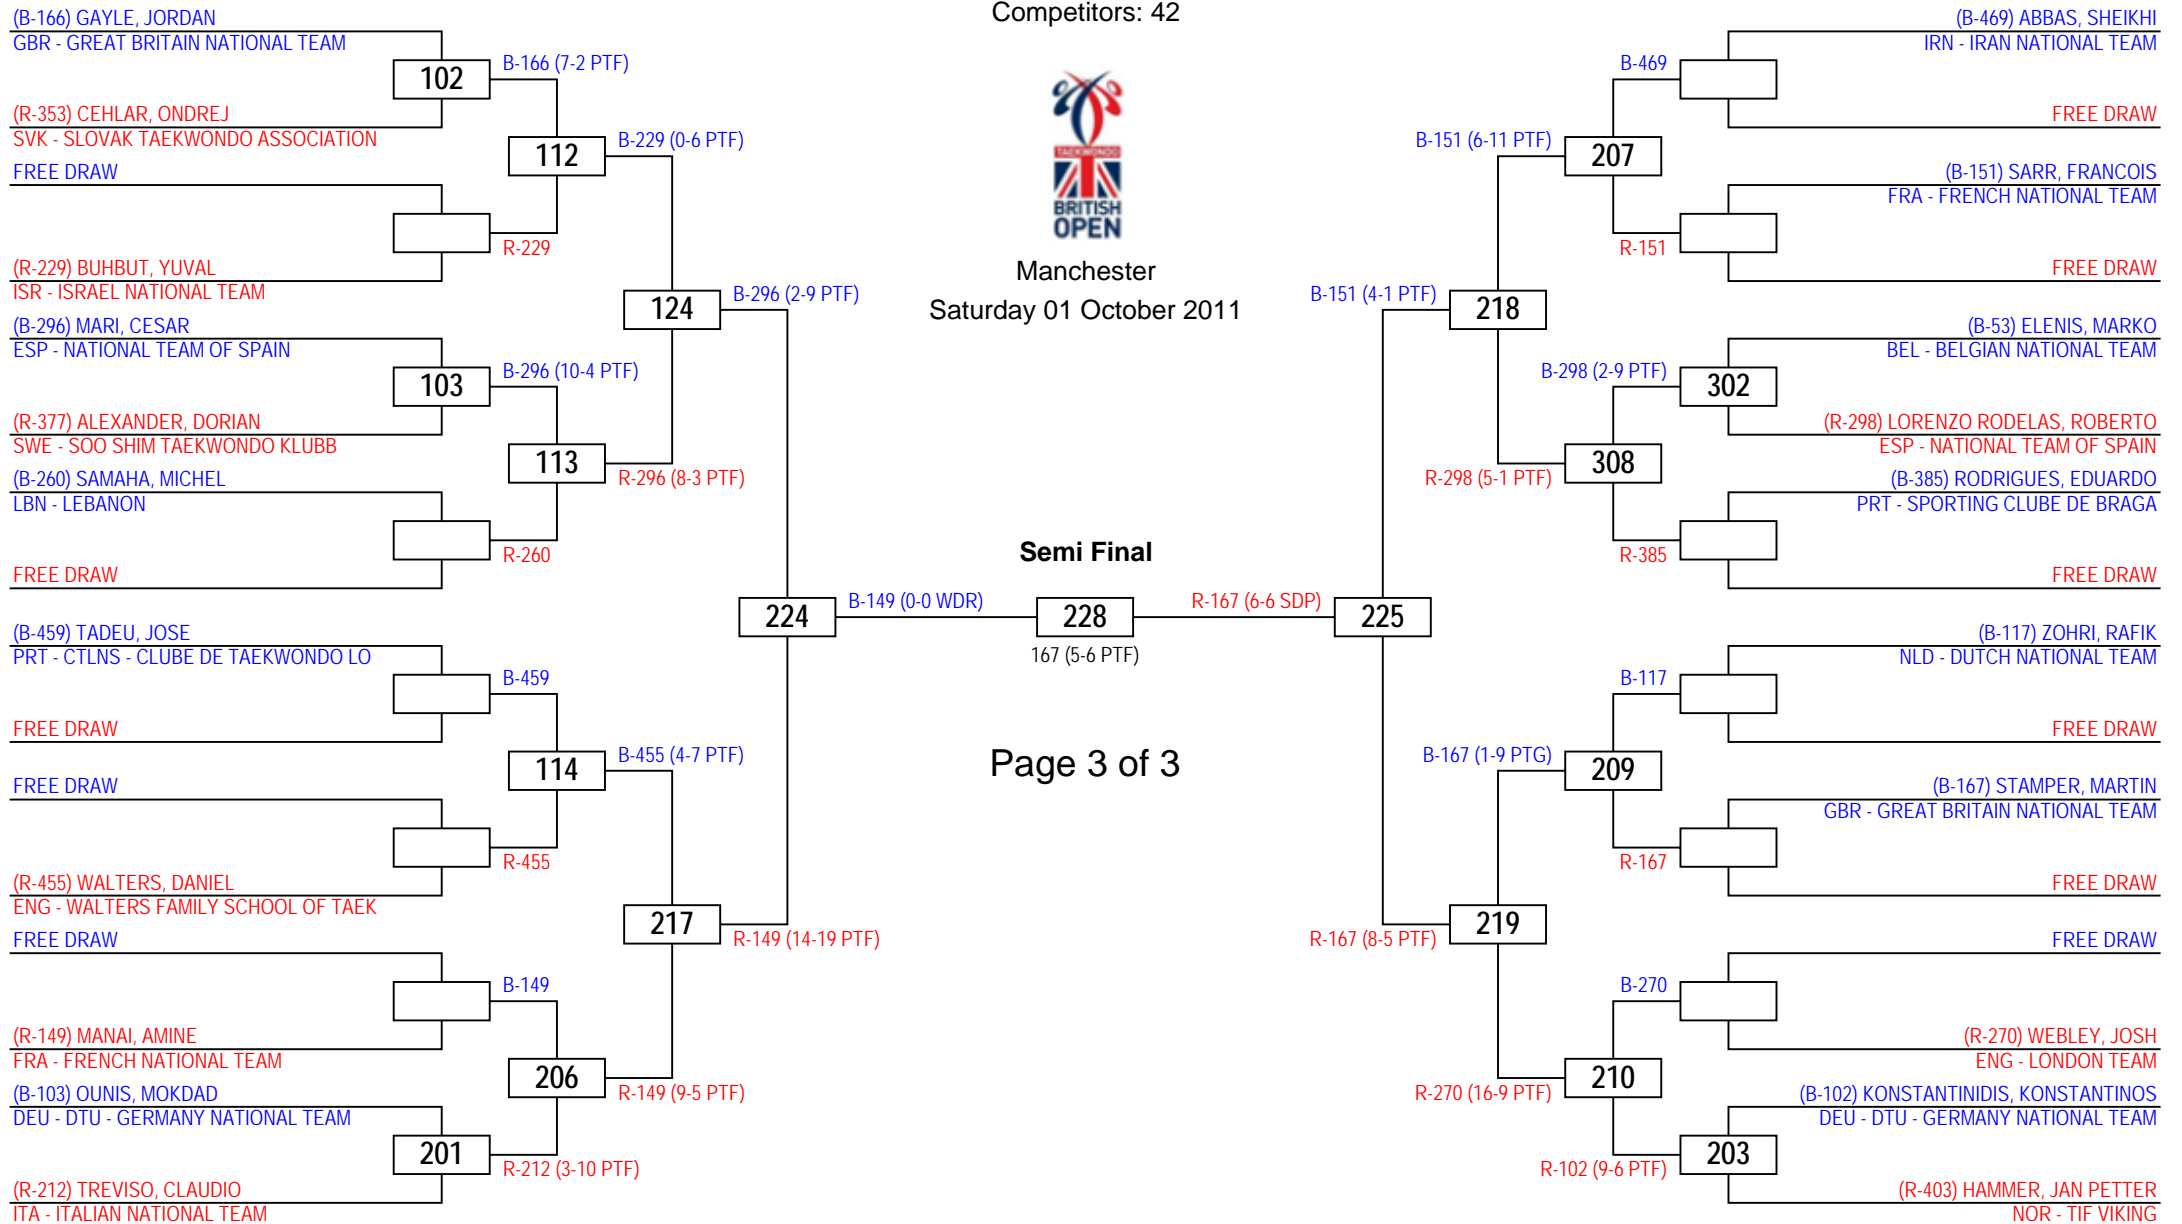 (B-166) GAYLE, JORDAN
GBR - GREAT BRITAIN NATIONAL TEAM
102
B-166 (7-2 PTF)
(R-353) CEHLAR, ONDREJ
SVK - SLOVAK TAEKWONDO ASSOCIATION
112
B-229 (0-6 PTF)
FREE DRAW
R-229
(R-229) BUHBUT, YUVAL
ISR - ISRAEL NATIONAL TEAM
124
B-296 (2-9 PTF)
(B-296) MARI, CESAR
ESP - NATIONAL TEAM OF SPAIN
103
B-296 (10-4 PTF)
(R-377) ALEXANDER, DORIAN
SWE - SOO SHIM TAEKWONDO KLUBB
113
R-296 (8-3 PTF)
(B-260) SAMAHA, MICHEL
LBN - LEBANON
R-260
FREE DRAW
224
B-149 (0-0 WDR)
(B-459) TADEU, JOSE
PRT - CTLNS - CLUBE DE TAEKWONDO LO
B-459
FREE DRAW
114
B-455 (4-7 PTF)
FREE DRAW
R-455
(R-455) WALTERS, DANIEL
ENG - WALTERS FAMILY SCHOOL OF TAEK
217
R-149 (14-19 PTF)
FREE DRAW
B-149
(R-149) MANAI, AMINE
FRA - FRENCH NATIONAL TEAM
206
R-149 (9-5 PTF)
(B-103) OUNIS, MOKDAD
DEU - DTU - GERMANY NATIONAL TEAM
201
R-212 (3-10 PTF)
(R-212) TREVISO, CLAUDIO
ITA - ITALIAN NATIONAL TEAM
Competitors: 42
TAEKWONDO
BRITISH
OPEN
Manchester
Saturday 01 October 2011
Semi Final
228
167 (5-6 PTF)
Page 3 of 3
(B-469) ABBAS, SHEIKHI
IRN - IRAN NATIONAL TEAM
B-469
FREE DRAW
B-151 (6-11 PTF)
207
(B-151) SARR, FRANCOIS
FRA - FRENCH NATIONAL TEAM
R-151
FREE DRAW
B-151 (4-1 PTF)
218
(B-53) ELENIS, MARKO
BEL - BELGIAN NATIONAL TEAM
B-298 (2-9 PTF)
302
(R-298) LORENZO RODELAS, ROBERTO
ESP - NATIONAL TEAM OF SPAIN
R-298 (5-1 PTF)
308
(B-385) RODRIGUES, EDUARDO
PRT - SPORTING CLUBE DE BRAGA
R-385
FREE DRAW
R-167 (6-6 SDP)
225
(B-117) ZOHRI, RAFIK
NLD - DUTCH NATIONAL TEAM
B-117
FREE DRAW
B-167 (1-9 PTG)
209
(B-167) STAMPER, MARTIN
GBR - GREAT BRITAIN NATIONAL TEAM
R-167
FREE DRAW
R-167 (8-5 PTF)
219
FREE DRAW
B-270
(R-270) WEBLEY, JOSH
ENG - LONDON TEAM
R-270 (16-9 PTF)
210
(B-102) KONSTANTINIDIS, KONSTANTINOS
DEU - DTU - GERMANY NATIONAL TEAM
R-102 (9-6 PTF)
203
(R-403) HAMMER, JAN PETTER
NOR - TIF VIKING